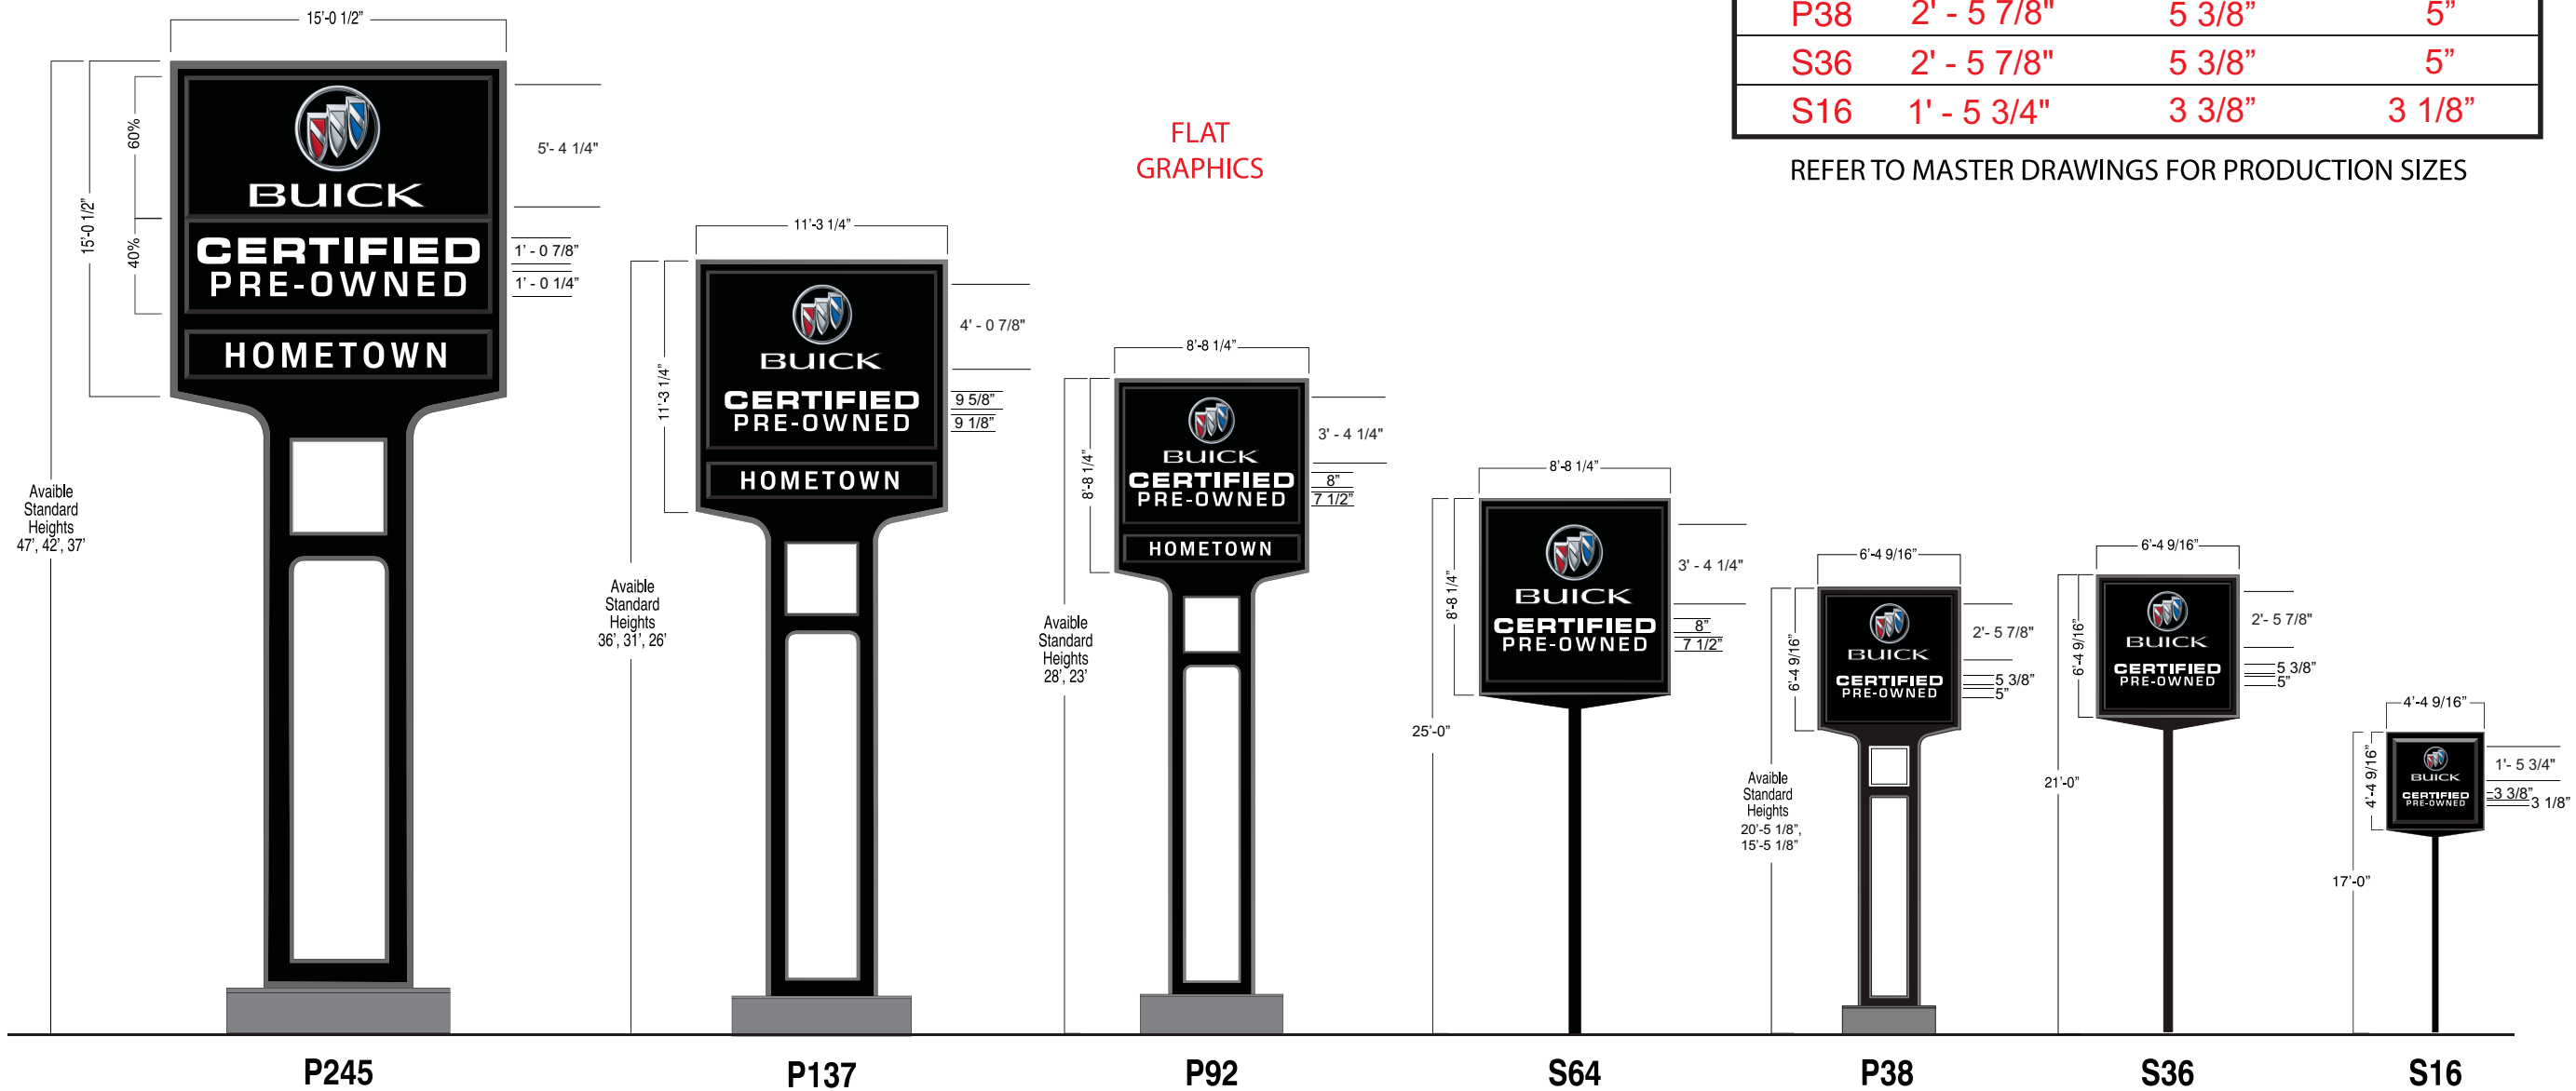 P38 2' - 5 7/8" 5 3/8” 5”
S36 2' - 5 7/8" 5 3/8” 5”
S16 1' - 5 3/4" 3 3/8” 3 1/8”
REFER TO MASTER DRAWINGS FOR PRODUCTION SIZES
FLAT
GRAPHICS
15’-0 1/2”
15’-0 1/2”
60%
40%
5'- 4 1/4"
1’ - 0 7/8”
1’ - 0 1/4”
BUICK
CERTIFIED
PRE-OWNED
HOMETOWN
Avaible
Standard
Heights
47’, 42’, 37’
P245
11’-3 1/4”
11’-3 1/4”
4' - 0 7/8"
9 5/8”
9 1/8”
BUICK
CERTIFIED
PRE-OWNED
HOMETOWN
Avaible
Standard
Heights
36’, 31’, 26’
P137
8’-8 1/4”
8’-8 1/4”
3' - 4 1/4"
8”
7 1/2”
BUICK
CERTIFIED
PRE-OWNED
HOMETOWN
Avaible
Standard
Heights
28’, 23’
P92
8’-8 1/4”
8’-8 1/4”
3' - 4 1/4"
8”
7 1/2”
BUICK
CERTIFIED
PRE-OWNED
25’-0”
S64
6’-4 9/16”
6’-4 9/16”
2'- 5 7/8"
5 3/8”
5”
BUICK
CERTIFIED
PRE-OWNED
Avaible
Standard
Heights
20’-5 1/8”,
15’-5 1/8”
P38
6’-4 9/16”
6’-4 9/16”
2'- 5 7/8"
5 3/8”
5”
BUICK
CERTIFIED
PRE-OWNED
21’-0”
S36
4’-4 9/16”
4’-4 9/16”
1'- 5 3/4"
3 3/8”
3 1/8”
BUICK
CERTIFIED
PRE-OWNED
17’-0”
S16